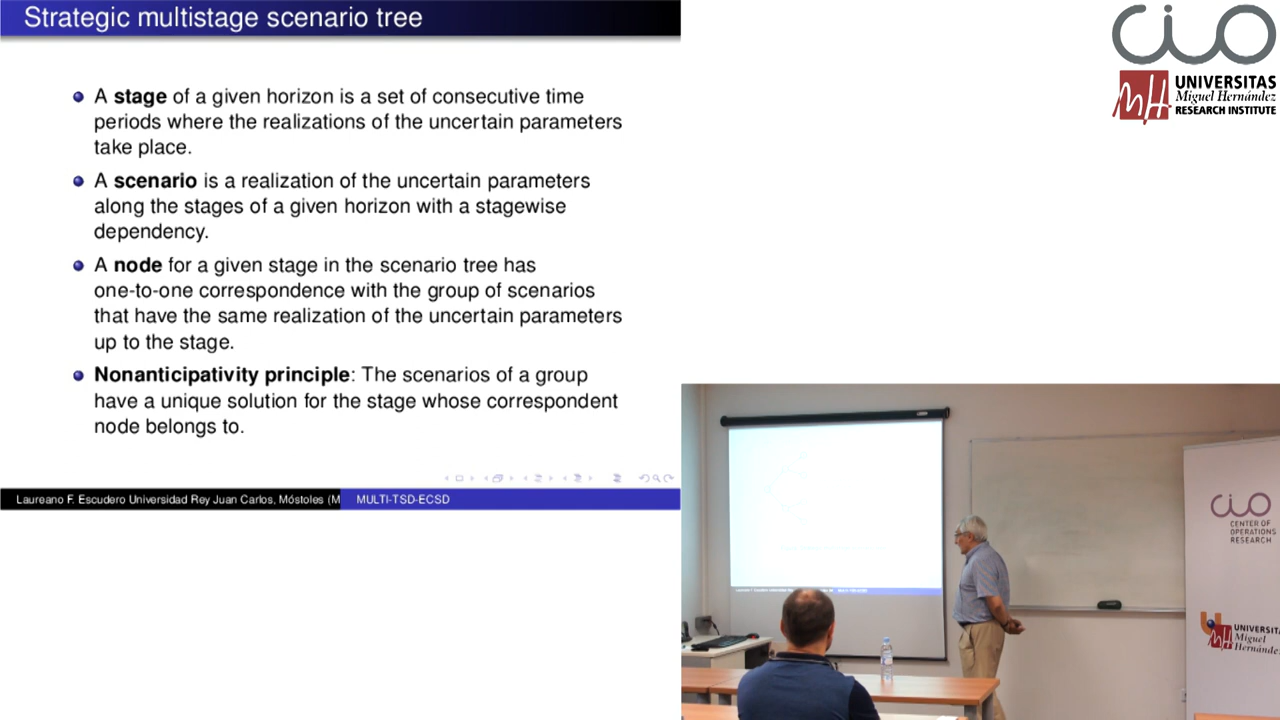 Strategic multistage scenario tree
A stage of a given horizon is a set of consecutive time
periods where the realizations of the uncertain parameters
take place.
A scenario is a realization of the uncertain parameters
along the stages of a given horizon with a stagewise
dependency.
A node for a given stage in the scenario tree has
one-to-one correspondence with the group of scenarios
that have the same realization of the uncertain parameters
up to the stage.
Nonanticipativity principle: The scenarios of a group
have a unique solution for the stage whose correspondent
node belongs to.
Laureano F. Escudero Universidad Rey Juan Carlos, Móstoles (M
MULTI-TSD-ECSD
CIO
UNIVERSITAS
Miguel Hernández
RESEARCH INSTITUTE
CIO
CENTER OF
OPERATIONS
RESEARCH
UNIVERSITA
Miguel
Hernánde